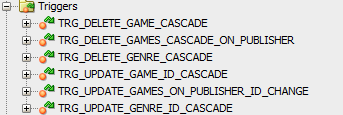 Triggers
TRG_DELETE_GAME_CASCADE
TRG_DELETE_GAMES_CASCADE_ON_PUBLISHER
TRG_DELETE_GENRE_CASCADE
TRG_UPDATE_GAME_ID_CASCADE
TRG_UPDATE_GAMES_ON_PUBLISHER_ID_CHANGE
TRG_UPDATE_GENRE_ID_CASCADE